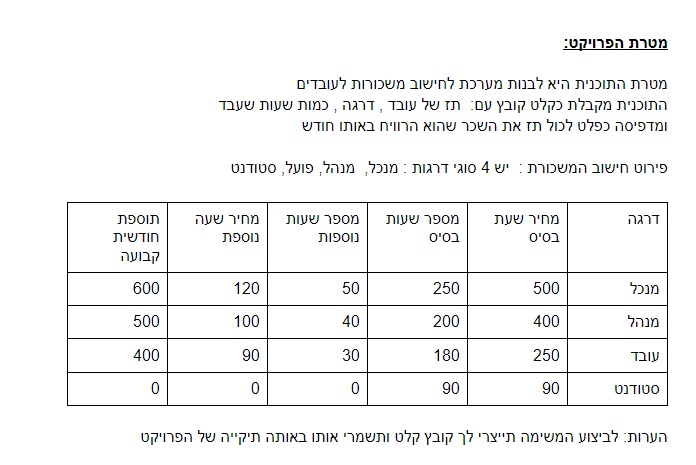 מטרת הפרויקט:
מטרת התוכנית היא לבנות מערכת לחישוב משכורות לעובדים
התוכנית מקבלת כקלט קובץ עם: תז של עובד , דרגה , כמות שעות שעבד
ומדפיסה כפלט לכול תז את השכר שהוא הרוויח באותו חודש
פירוט חישוב המשכורת : יש 4 סוגי דרגות : מנכל, מנהל, פועל, סטודנט
דרגה מחיר שעת בסיס מספר שעות בסיס מספר שעות נוספות מחיר שעה נוספת תוספת חודשית קבועה
מנכל 500 250 50 120 600
מנהל 400 200 40 100 500
עובד 250 180 30 90 400
סטודנט 90 90 0 0 0
הערות: לביצוע המשימה תייצרי לך קובץ קלט ותשמרי אותו באותה תיקייה של הפרויקט